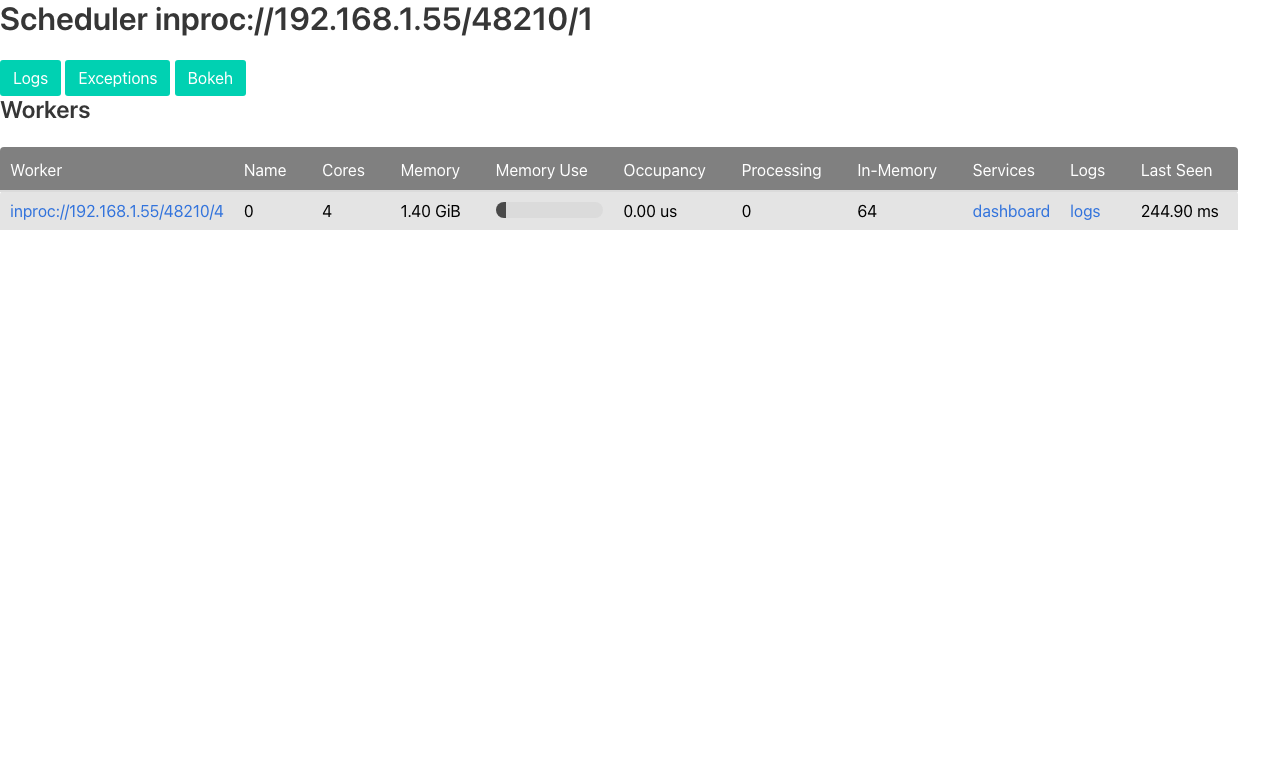 Scheduler inproc://192.168.1.55/48210/1
Logs Exceptions Bokeh
Workers
Worker Name Cores Memory Memory Use Occupancy Processing In-Memory Services Logs Last Seen
inproc://192.168.1.55/48210/4 0 4 1.40 GiB 0.00 us 0 64 dashboard logs 244.90 ms